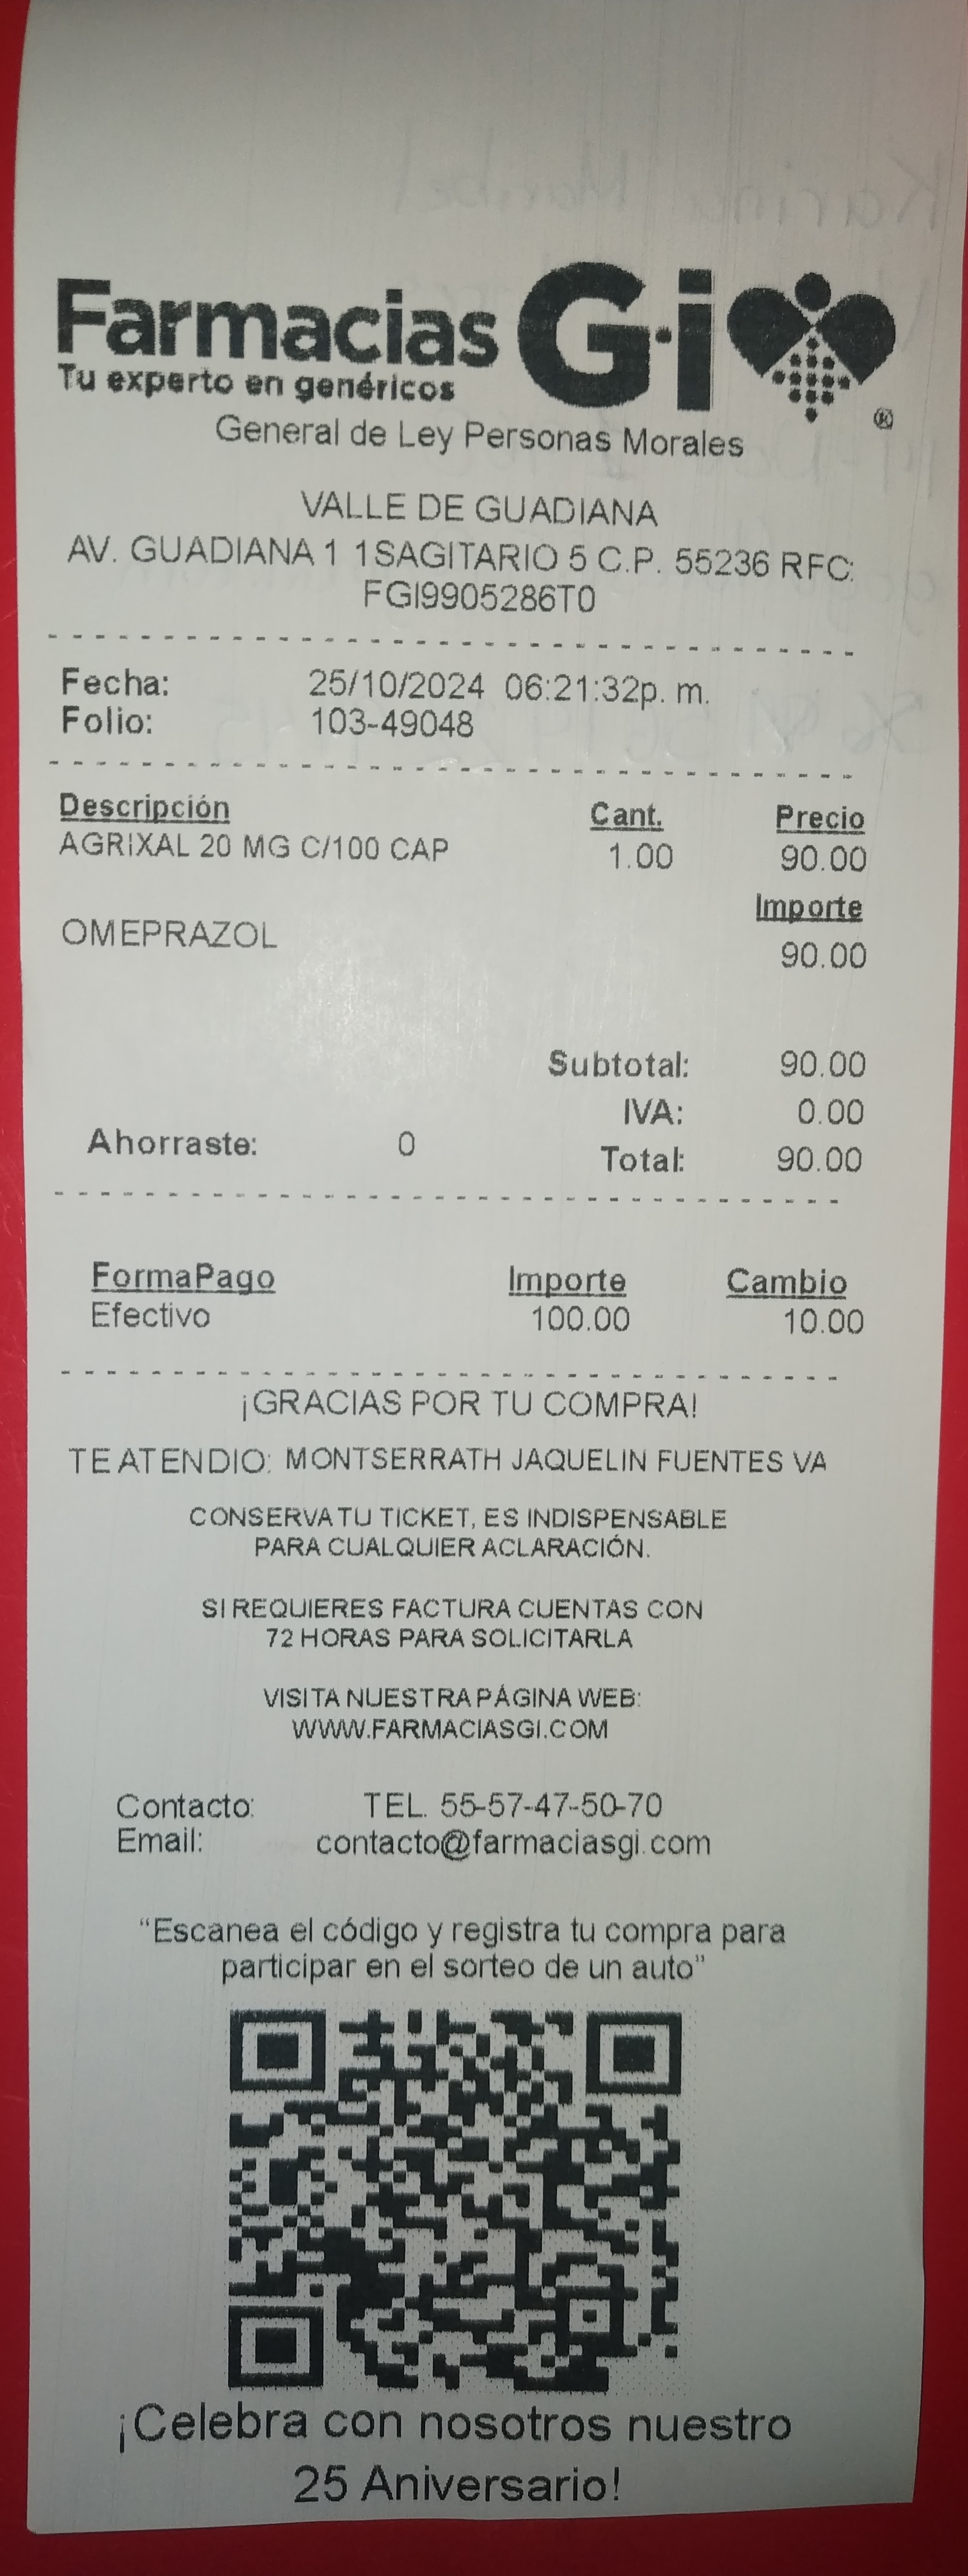 Farmacias G·i ®
Tu experto en genéricos
General de Ley Personas Morales
VALLE DE GUADIANA
AV. GUADIANA 1 1SAGITARIO 5 C.P. 55236 RFC:
FGI9905286T0
Fecha: 25/10/2024 06:21:32p. m.
Folio: 103-49048
Descripción Cant. Precio
AGRIXAL 20 MG C/100 CAP 1.00 90.00
Importe
OMEPRAZOL 90.00
Subtotal: 90.00
IVA: 0.00
Ahorraste: 0 Total: 90.00
FormaPago Importe Cambio
Efectivo 100.00 10.00
¡GRACIAS POR TU COMPRA!
TE ATENDIO: MONTSERRATH JAQUELIN FUENTES VA
CONSERVA TU TICKET, ES INDISPENSABLE
PARA CUALQUIER ACLARACIÓN.
SI REQUIERES FACTURA CUENTAS CON
72 HORAS PARA SOLICITARLA
VISITA NUESTRA PÁGINA WEB:
WWW.FARMACIASGI.COM
Contacto: TEL. 55-57-47-50-70
Email: contacto@farmaciasgi.com
“Escanea el código y registra tu compra para
participar en el sorteo de un auto”
¡Celebra con nosotros nuestro
25 Aniversario!